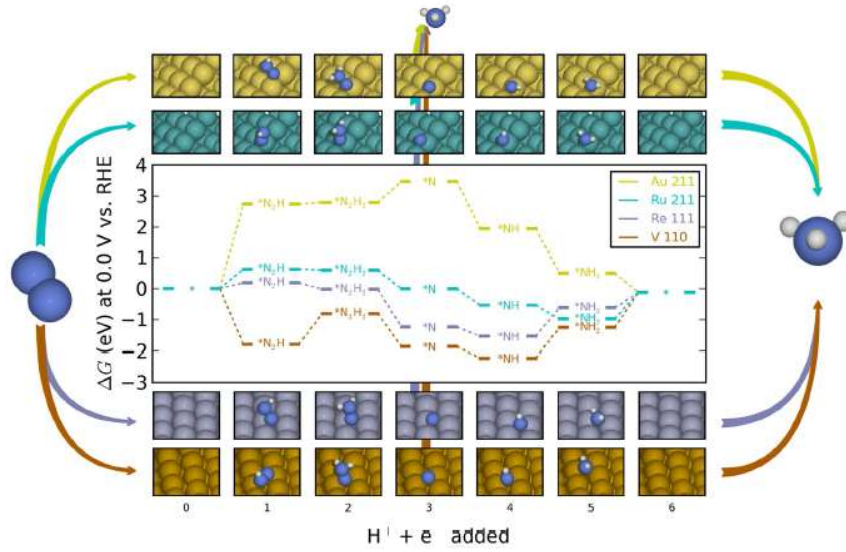 4
3
2
1
0
−1
−2
−3
ΔG (eV) at 0.0 V vs. RHE
Au 211
Ru 211
Re 111
V 110
*N₂H
*N₂H₂
*N
*NH
*NH₂
*N₂H
*N₂H₂
*N
*NH
*NH₂
*N₂H
*N₂H₂
*N
*NH
*NH₂
*N₂H
*N₂H₂
*N
*NH
*NH₂
0 1 2 3 4 5 6
H⁺ + e⁻ added